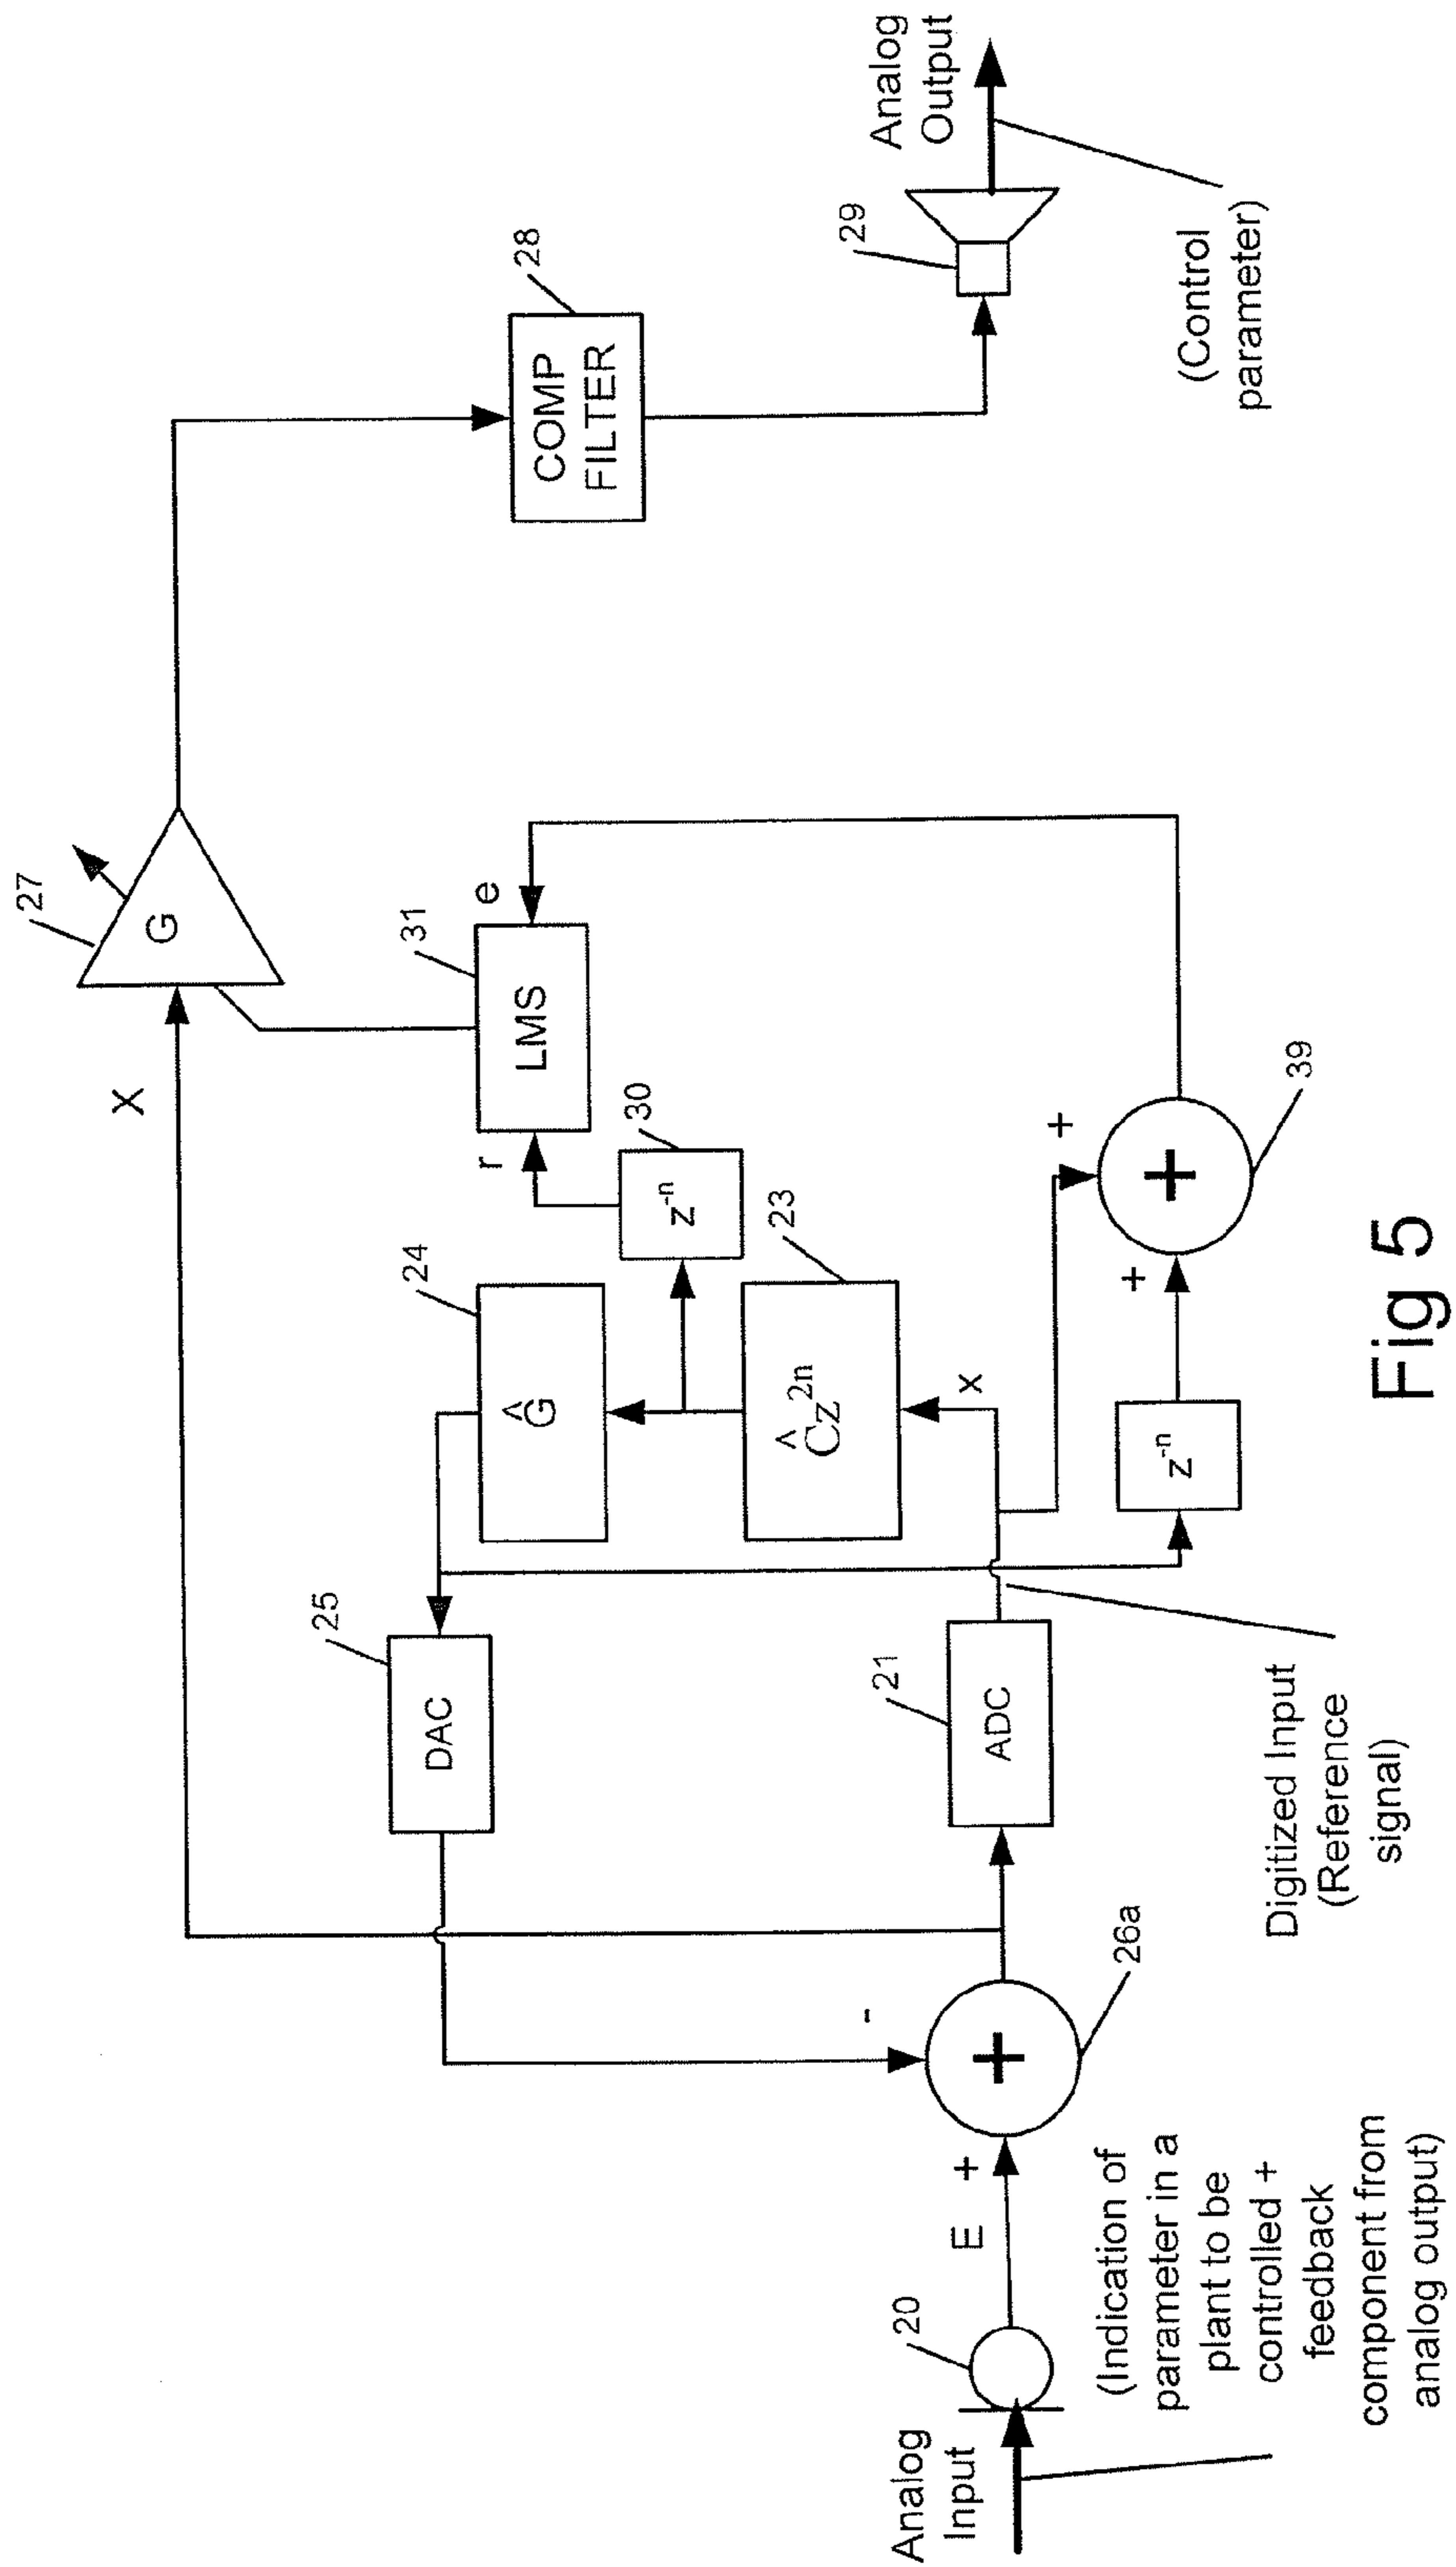 27
G
X
28
COMP
FILTER
Analog
Output
29
(Control
parameter)
31
LMS
e
r
30
z⁻ⁿ
24
Ĝ
23
Ĉz²ⁿ
x
25
DAC
21
ADC
z⁻ⁿ
+
+
+
39
Digitized Input
(Reference
signal)
-
+
26a
E
+
20
Analog
Input
(Indication of
parameter in a
plant to be
controlled +
feedback
component from
analog output)
Fig 5